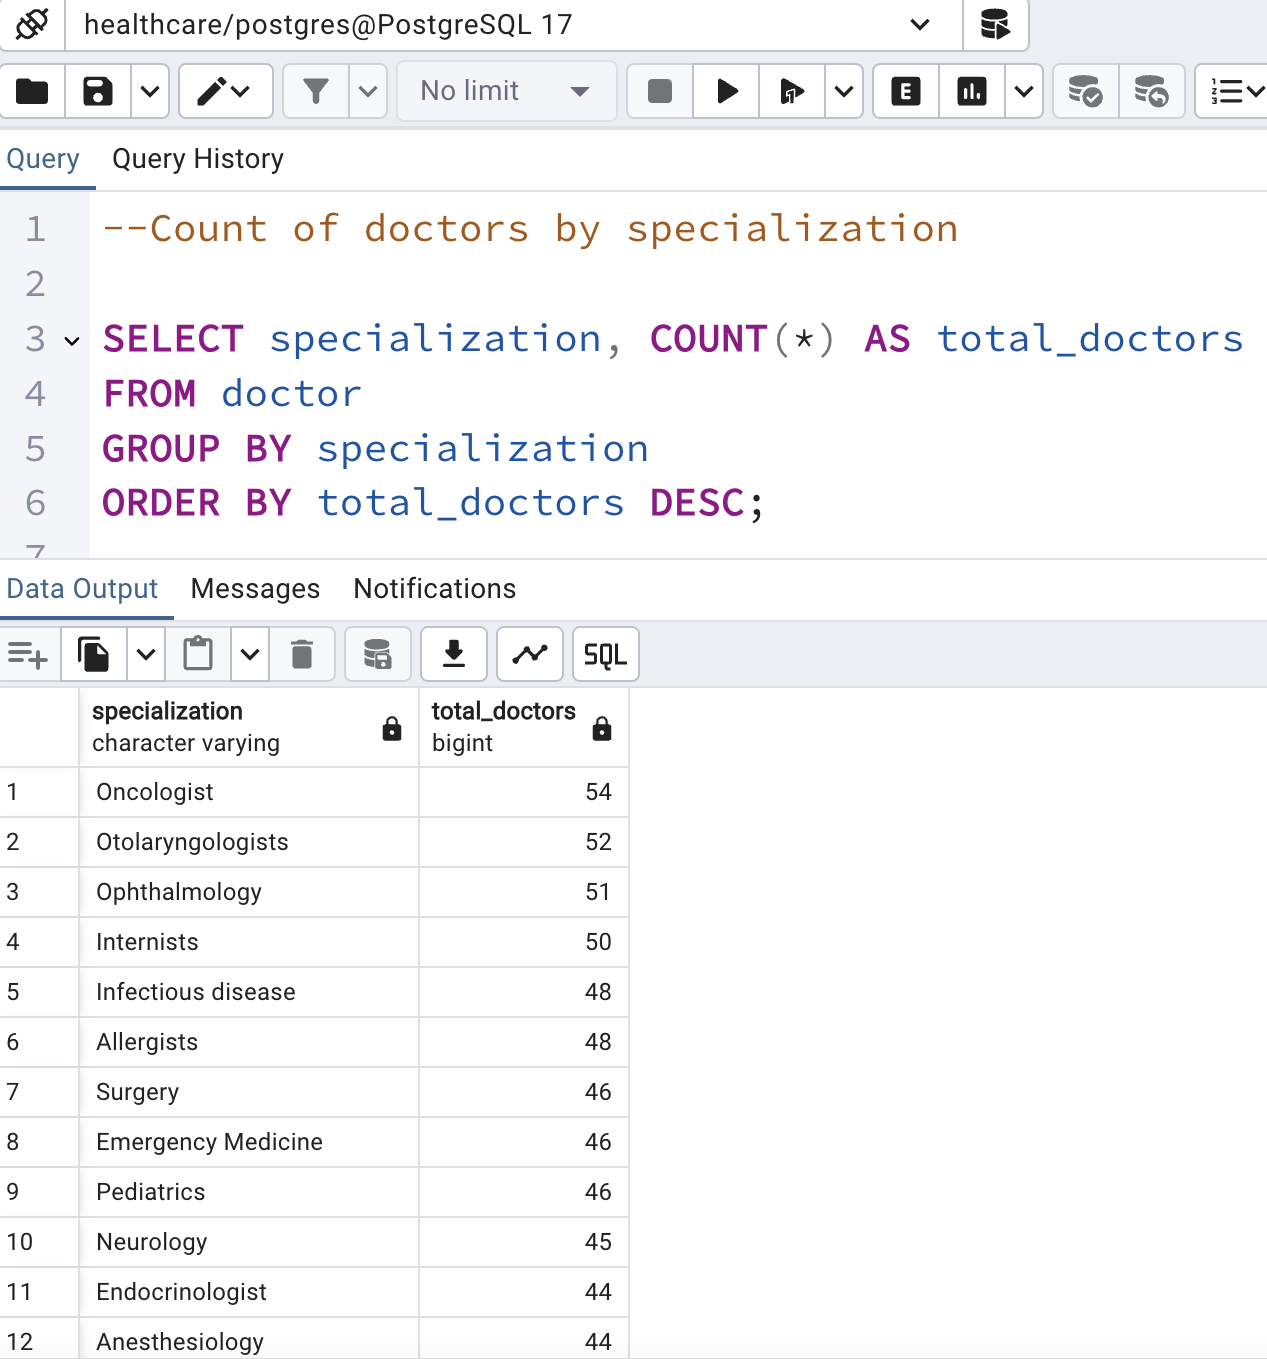 healthcare/postgres@PostgreSQL 17
No limit
E
Query Query History
1 --Count of doctors by specialization
2
3 SELECT specialization, COUNT(*) AS total_doctors
4 FROM doctor
5 GROUP BY specialization
6 ORDER BY total_doctors DESC;
7
Data Output Messages Notifications
SQL
specialization total_doctors
character varying bigint
1 Oncologist 54
2 Otolaryngologists 52
3 Ophthalmology 51
4 Internists 50
5 Infectious disease 48
6 Allergists 48
7 Surgery 46
8 Emergency Medicine 46
9 Pediatrics 46
10 Neurology 45
11 Endocrinologist 44
12 Anesthesiology 44